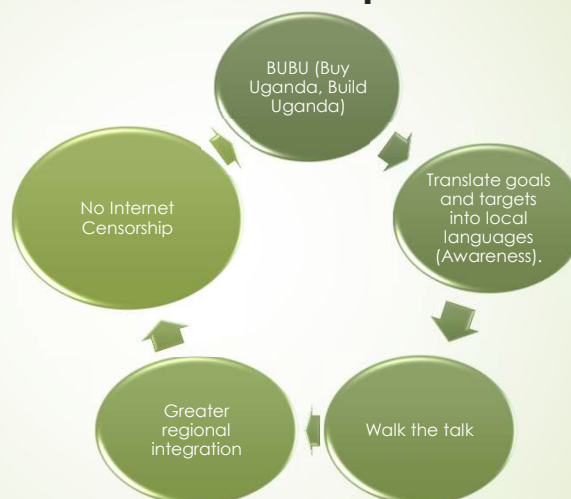 BUBU (Buy
Uganda, Build
Uganda)
Translate goals
and targets
into local
languages
(Awareness).
Walk the talk
Greater
regional
integration
No Internet
Censorship